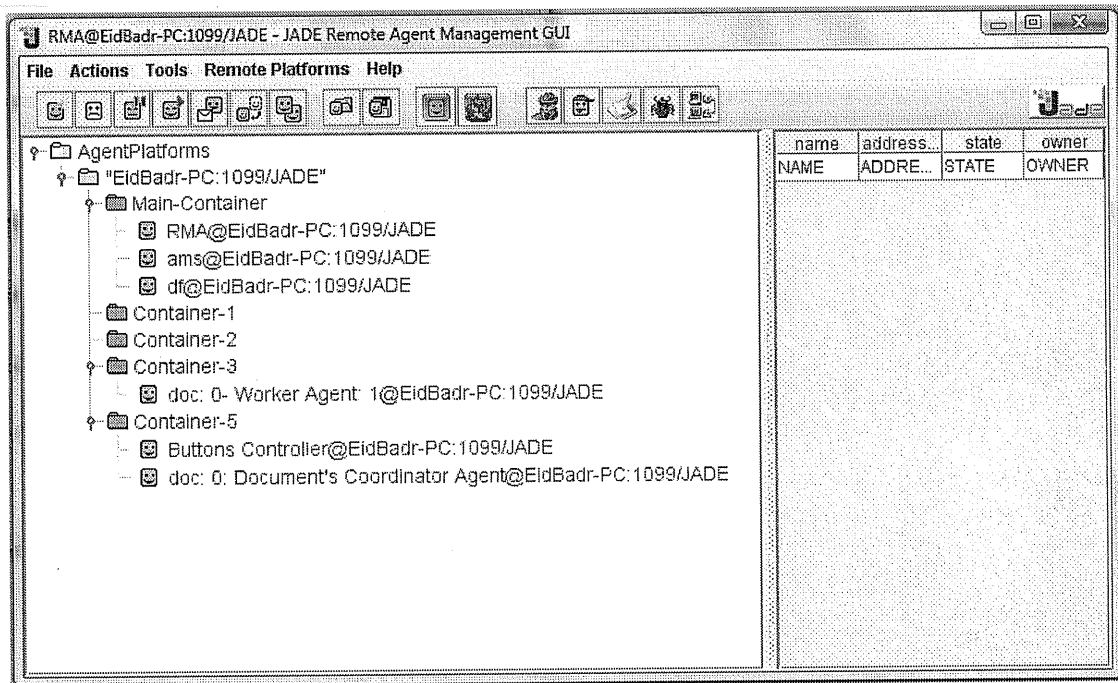 RMA@EidBadr-PC:1099/JADE - JADE Remote Agent Management GUI
File Actions Tools Remote Platforms Help
Jade
AgentPlatforms
"EidBadr-PC:1099/JADE"
Main-Container
RMA@EidBadr-PC:1099/JADE
ams@EidBadr-PC:1099/JADE
df@EidBadr-PC:1099/JADE
Container-1
Container-2
Container-3
doc: 0- Worker Agent: 1@EidBadr-PC:1099/JADE
Container-5
Buttons Controller@EidBadr-PC:1099/JADE
doc: 0: Document's Coordinator Agent@EidBadr-PC:1099/JADE
name address... state owner
NAME ADDRE... STATE OWNER